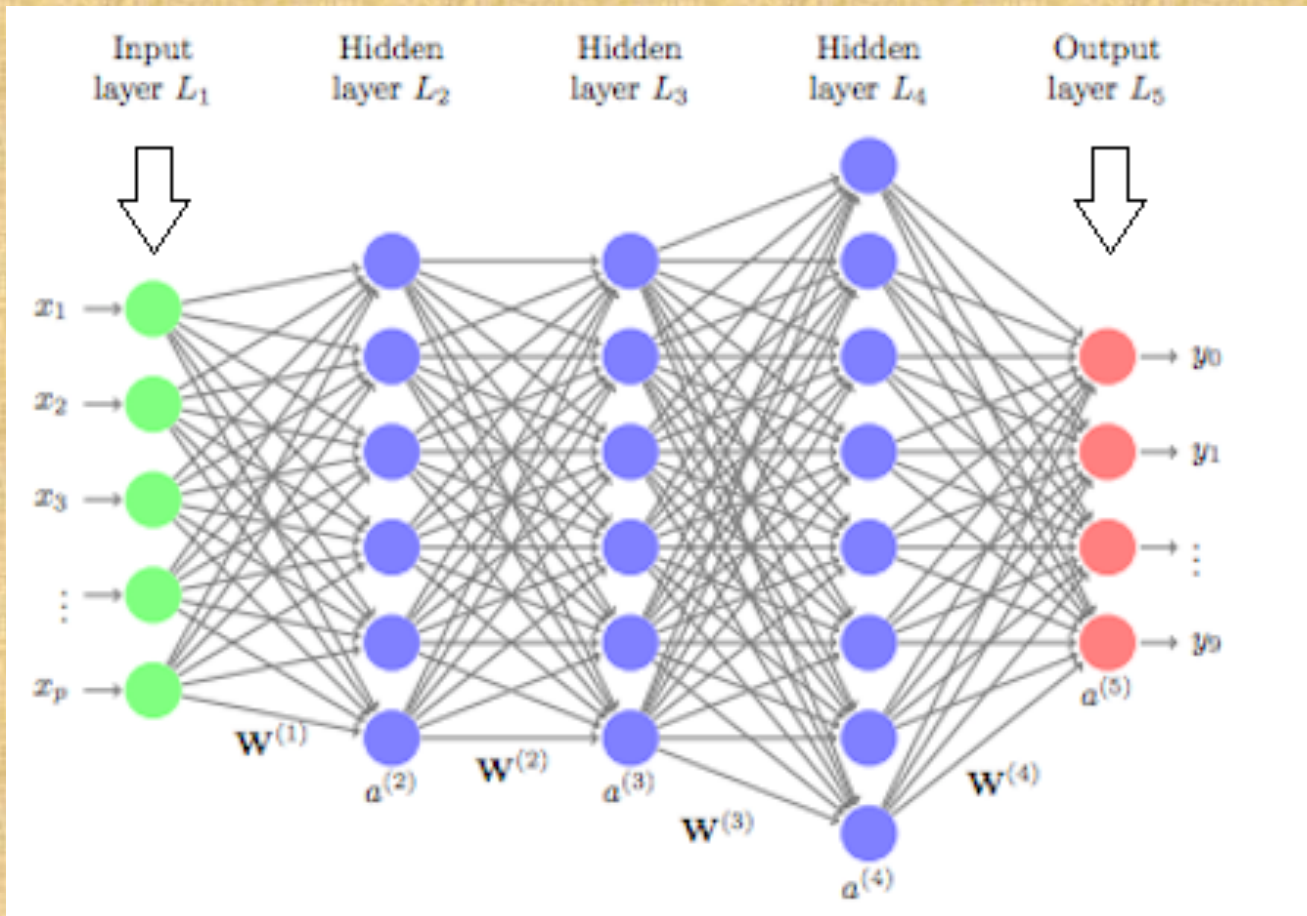 Input
layer L₁
Hidden
layer L₂
Hidden
layer L₃
Hidden
layer L₄
Output
layer L₅
x₁
x₂
x₃
⋮
xₚ
y₀
y₁
⋮
y₉
W⁽¹⁾
a⁽²⁾
W⁽²⁾
a⁽³⁾
W⁽³⁾
a⁽⁴⁾
W⁽⁴⁾
a⁽⁵⁾